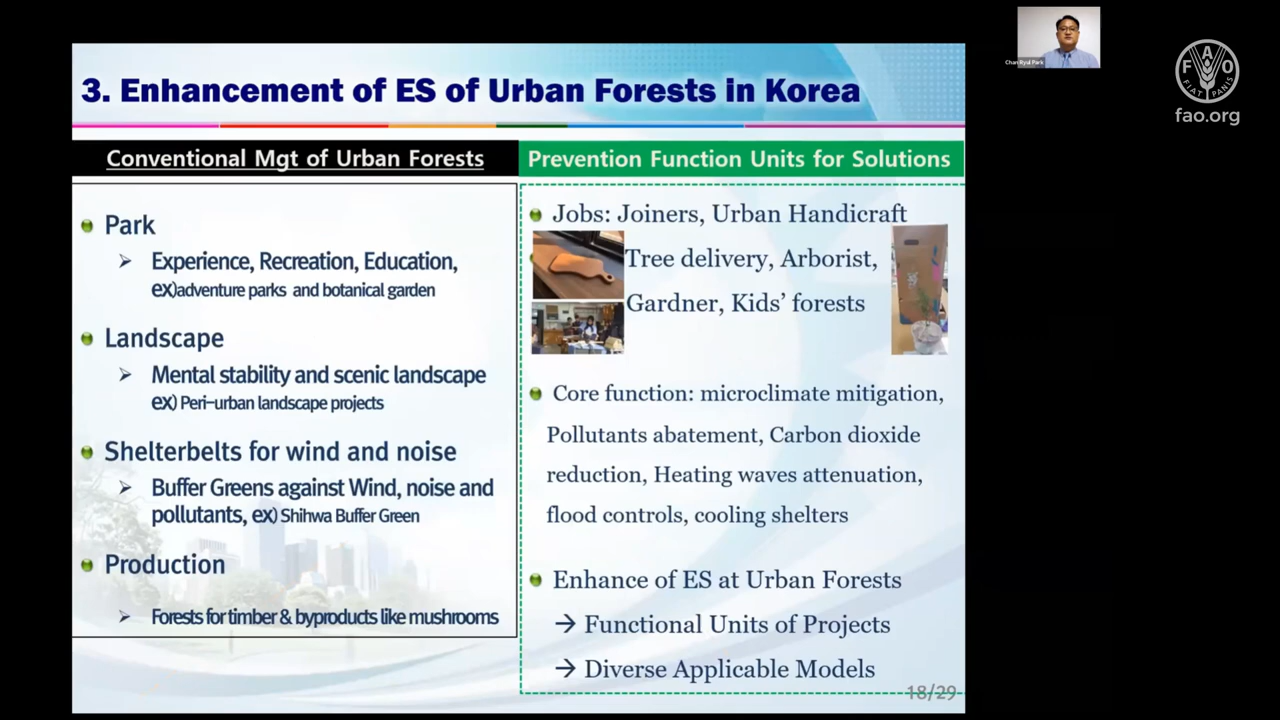 3. Enhancement of ES of Urban Forests in Korea
Conventional Mgt of Urban Forests
Park
Experience, Recreation, Education,
ex)adventure parks and botanical garden
Landscape
Mental stability and scenic landscape
ex) Peri-urban landscape projects
Shelterbelts for wind and noise
Buffer Greens against Wind, noise and
pollutants, ex) Shihwa Buffer Green
Production
Forests for timber & byproducts like mushrooms
Prevention Function Units for Solutions
Jobs: Joiners, Urban Handicraft
Tree delivery, Arborist,
Gardner, Kids’ forests
Core function: microclimate mitigation,
Pollutants abatement, Carbon dioxide
reduction, Heating waves attenuation,
flood controls, cooling shelters
Enhance of ES at Urban Forests
→ Functional Units of Projects
→ Diverse Applicable Models
18/29
Chan Ryul Park
F A O
FIAT PANIS
fao.org